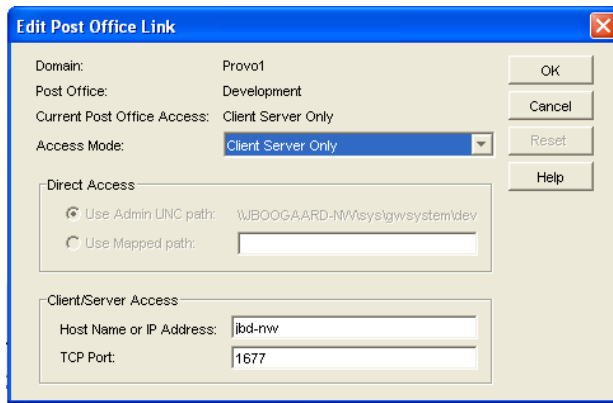 Edit Post Office Link
Domain: Provo1
Post Office: Development
Current Post Office Access: Client Server Only
Access Mode: Client Server Only
Direct Access
Use Admin UNC path: \\JBOOGAARD-NW\sys\gwsystem\dev
Use Mapped path:
Client/Server Access
Host Name or IP Address: jbd-nw
TCP Port: 1677
OK
Cancel
Reset
Help